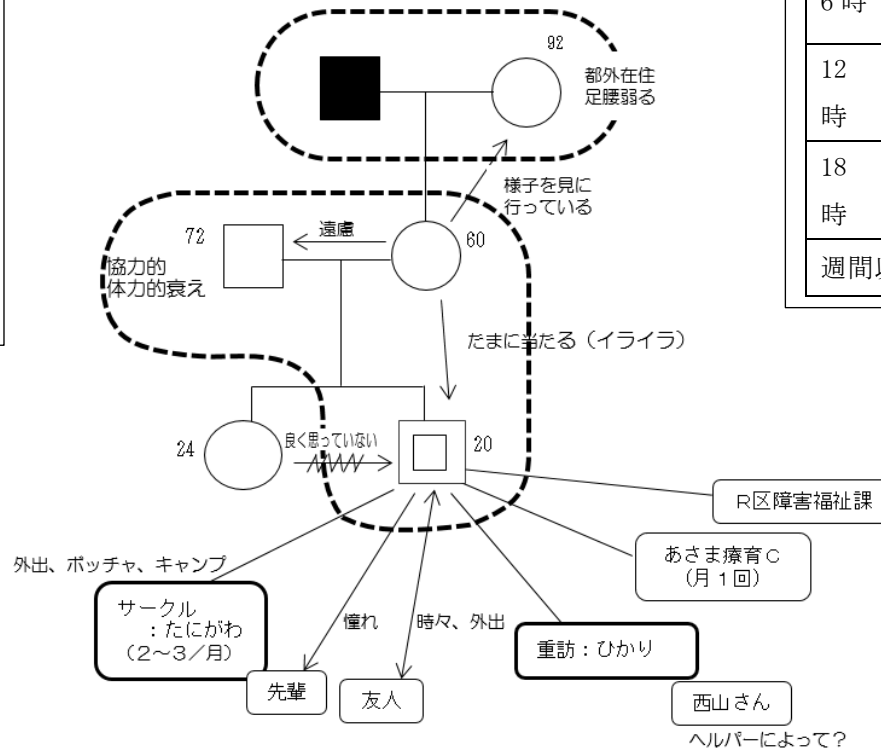 6時
12
時
18
時
週間以
92
都外在住
足腰弱る
様子を見に
行っている
72
遠慮
60
協力的
体力的衰え
たまに当たる（イライラ）
24
良く思っていない
20
R区障害福祉課
あさま療育C
（月1回）
外出、ボッチャ、キャンプ
サークル
：たにがわ
（2～3／月）
憧れ
時々、外出
重訪：ひかり
先輩
友人
西山さん
ヘルパーによって？